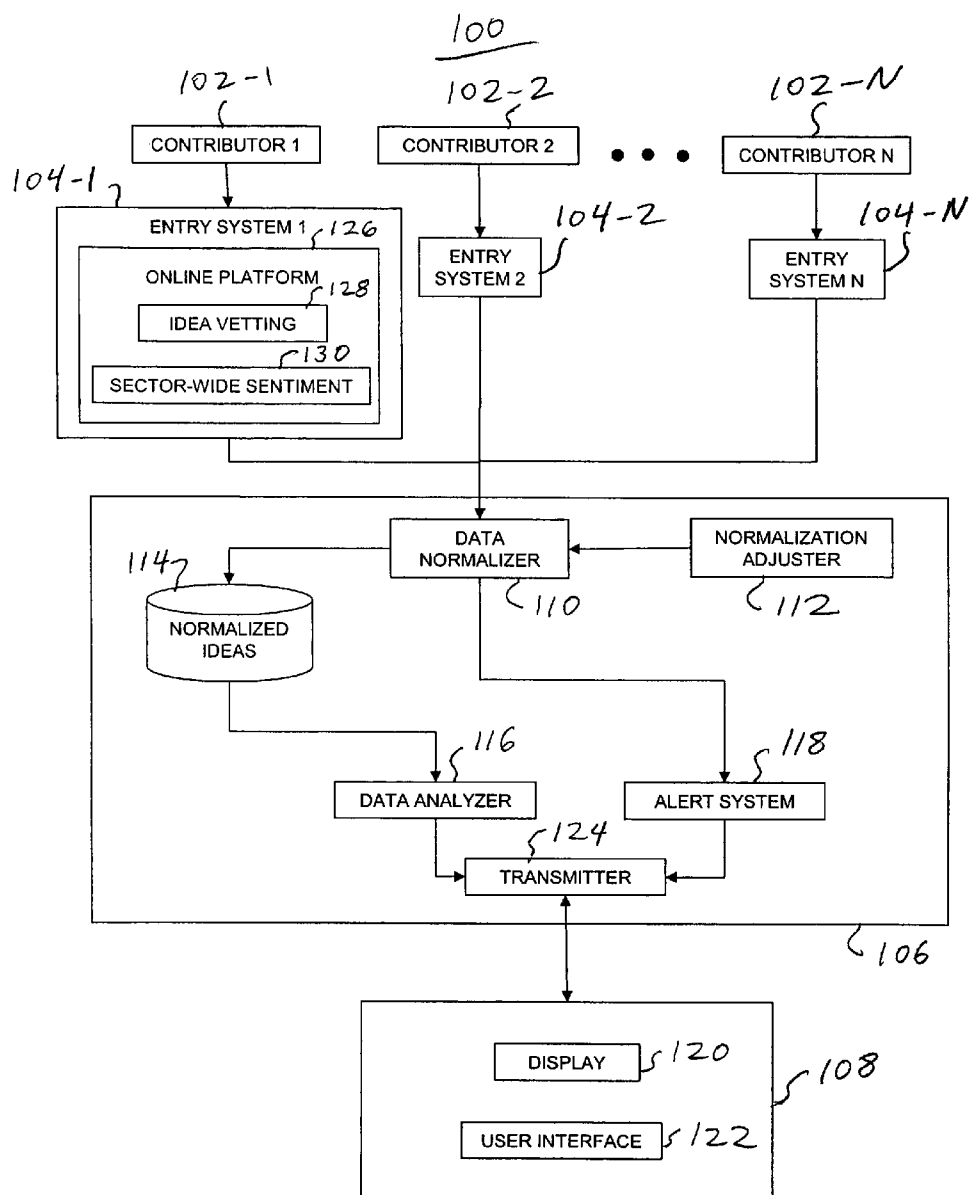 100
102-1
102-2
102-N
CONTRIBUTOR 1
CONTRIBUTOR 2
CONTRIBUTOR N
104-1
ENTRY SYSTEM 1
126
ONLINE PLATFORM
128
IDEA VETTING
130
SECTOR-WIDE SENTIMENT
104-2
ENTRY
SYSTEM 2
104-N
ENTRY
SYSTEM N
DATA
NORMALIZER
110
NORMALIZATION
ADJUSTER
112
114
NORMALIZED
IDEAS
116
DATA ANALYZER
118
ALERT SYSTEM
124
TRANSMITTER
106
DISPLAY
120
108
USER INTERFACE
122